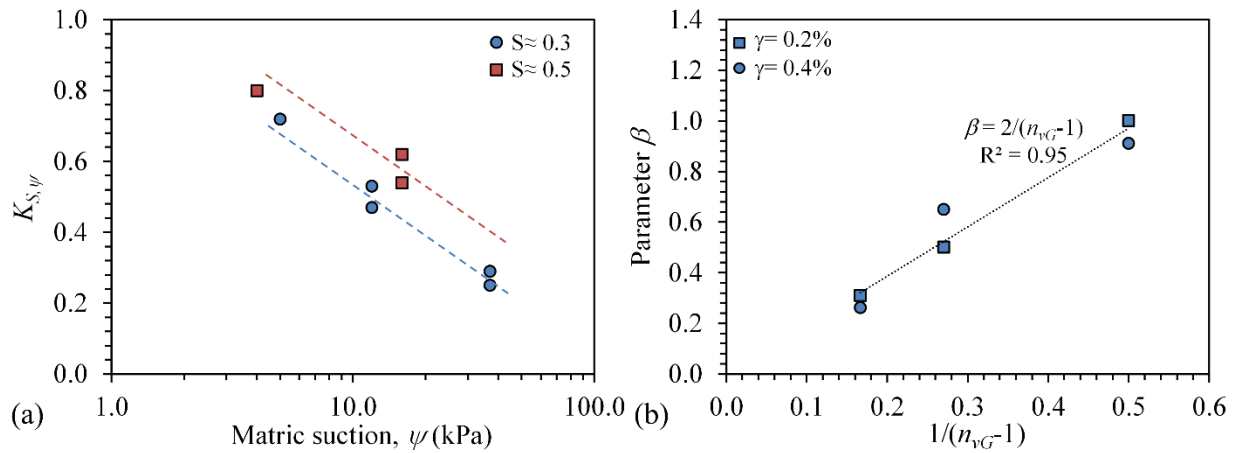 1.0
0.8
0.6
0.4
0.2
0.0
K_{S,ψ}
S≈ 0.3
S≈ 0.5
1.0
10.0
100.0
Matric suction, ψ (kPa)
(a)
1.4
1.2
1.0
0.8
0.6
0.4
0.2
0.0
Parameter β
γ= 0.2%
γ= 0.4%
β = 2/(n_{vG}-1)
R² = 0.95
0.0
0.1
0.2
0.3
0.4
0.5
0.6
1/(n_{vG}-1)
(b)